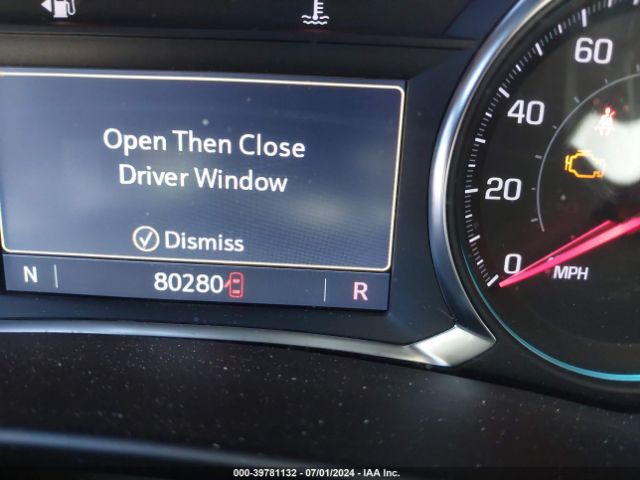 Open Then Close
Driver Window
Dismiss
N 80280 R
60
40
20
0
MPH
000-39781132 - 07/01/2024 - IAA Inc.